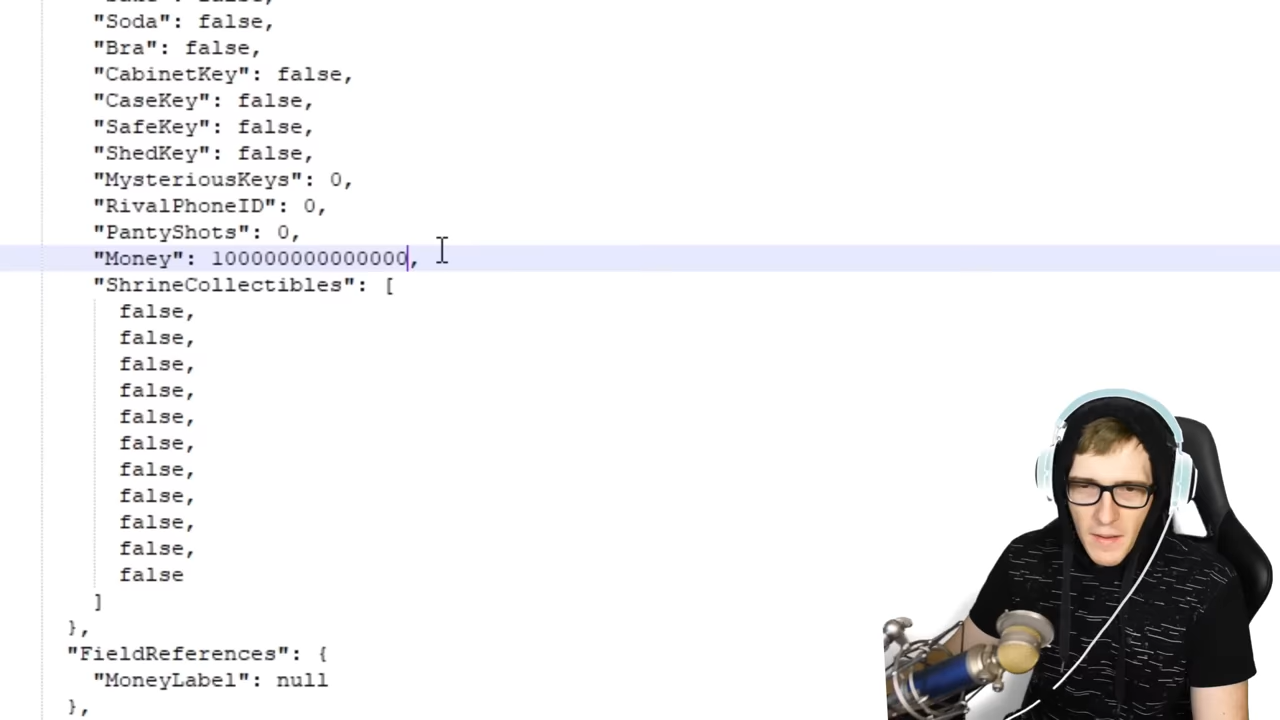 "Soda": false,
"Bra": false,
"CabinetKey": false,
"CaseKey": false,
"SafeKey": false,
"ShedKey": false,
"MysteriousKeys": 0,
"RivalPhoneID": 0,
"PantyShots": 0,
"Money": 100000000000000,
"ShrineCollectibles": [
false,
false,
false,
false,
false,
false,
false,
false,
false,
false,
false
]
},
"FieldReferences": {
"MoneyLabel": null
},